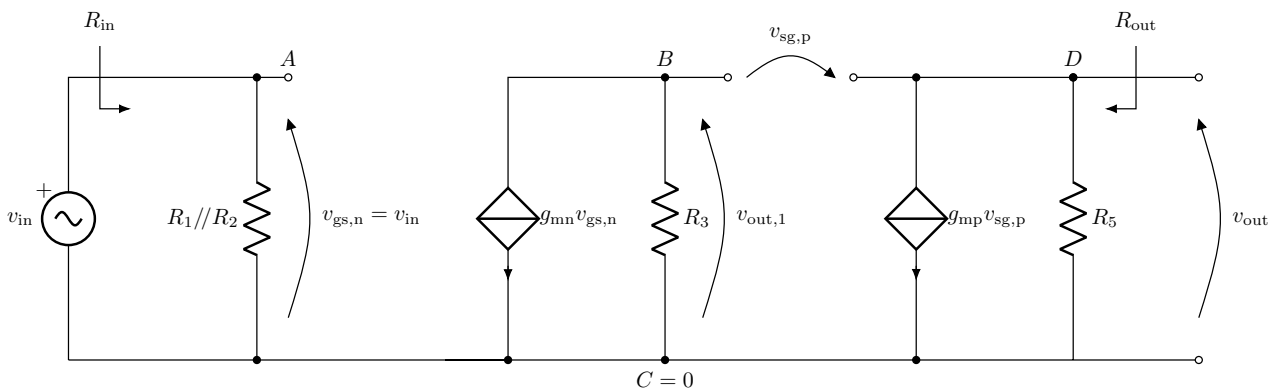 R_in
A
+
v_in
R_1//R_2
v_gs,n = v_in
g_mn v_gs,n
B
R_3
v_out,1
v_sg,p
g_mp v_sg,p
D
R_5
R_out
v_out
C = 0